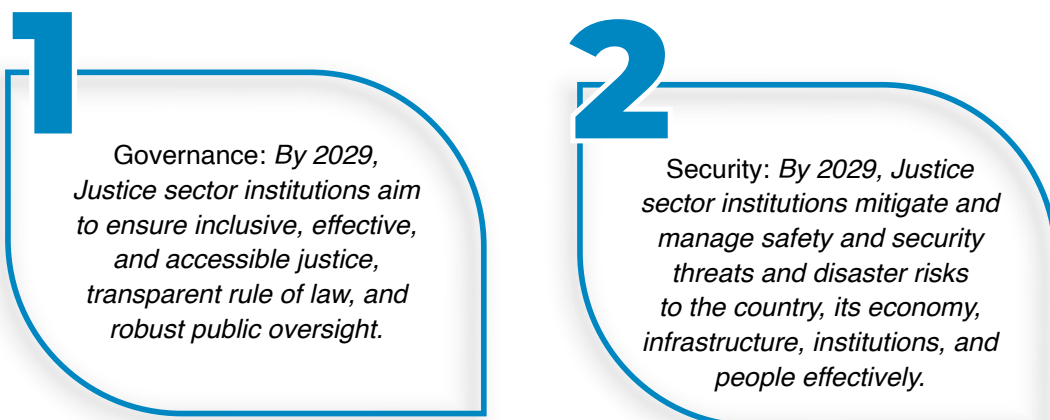 1
Governance: By 2029,
Justice sector institutions aim
to ensure inclusive, effective,
and accessible justice,
transparent rule of law, and
robust public oversight.
2
Security: By 2029, Justice
sector institutions mitigate and
manage safety and security
threats and disaster risks
to the country, its economy,
infrastructure, institutions, and
people effectively.